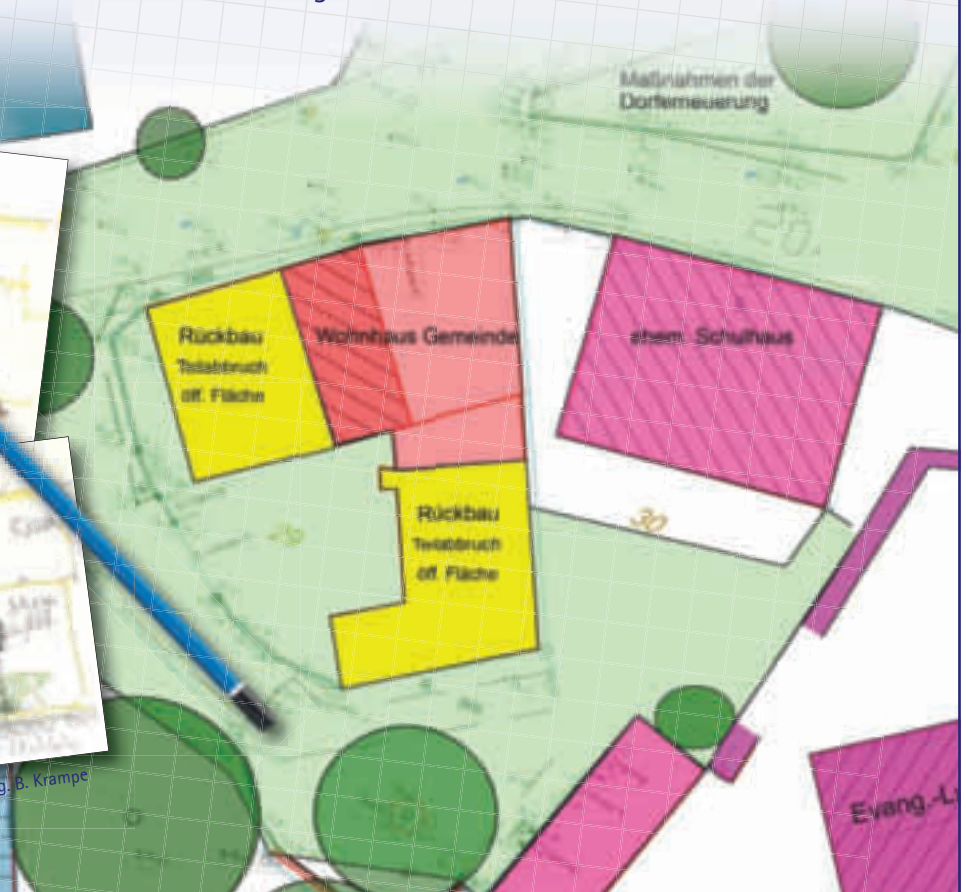 Maßnahmen der
Dorferneuerung
Rückbau
Teilabbruch
öff. Fläche
Wohnhaus Gemeinde
ehem. Schulhaus
30
Rückbau
Teilabbruch
öff. Fläche
g. B. Krampe
Evang.-L